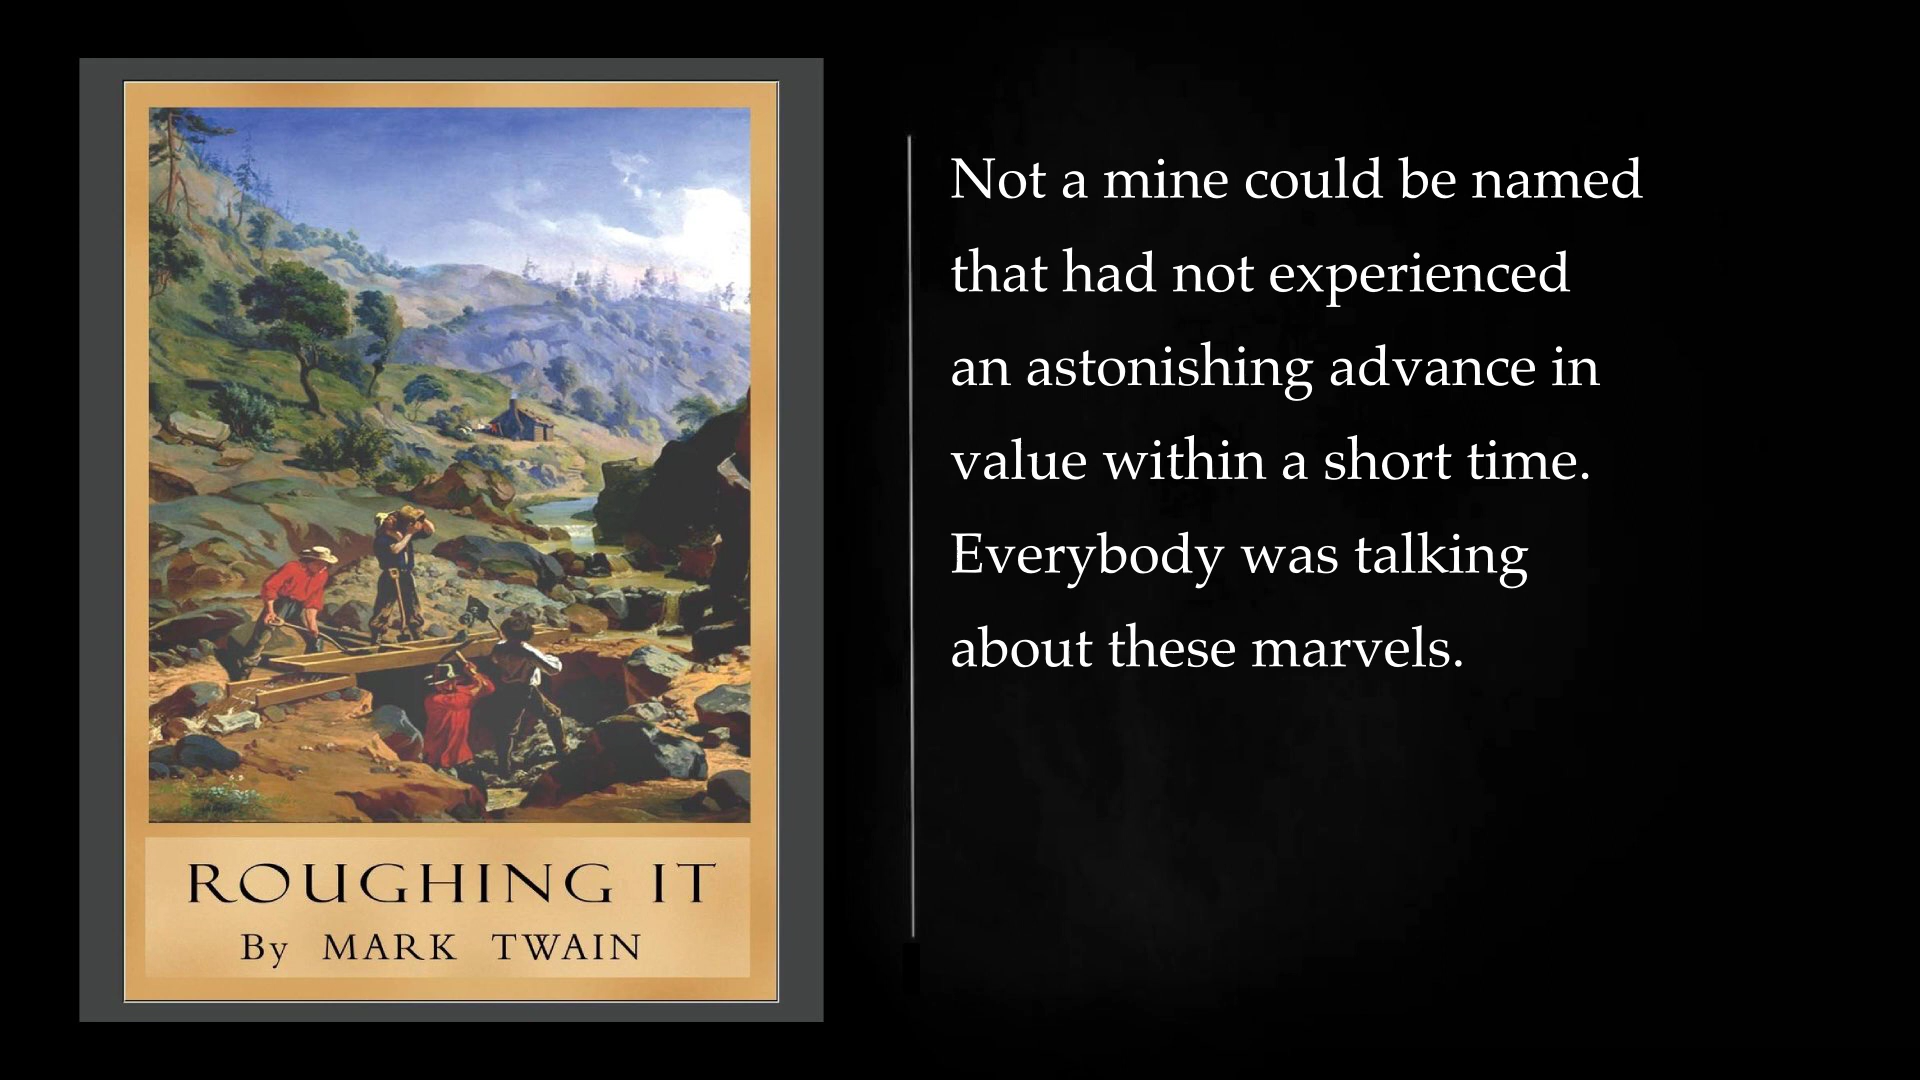 ROUGHING IT
By MARK TWAIN
Not a mine could be named
that had not experienced
an astonishing advance in
value within a short time.
Everybody was talking
about these marvels.